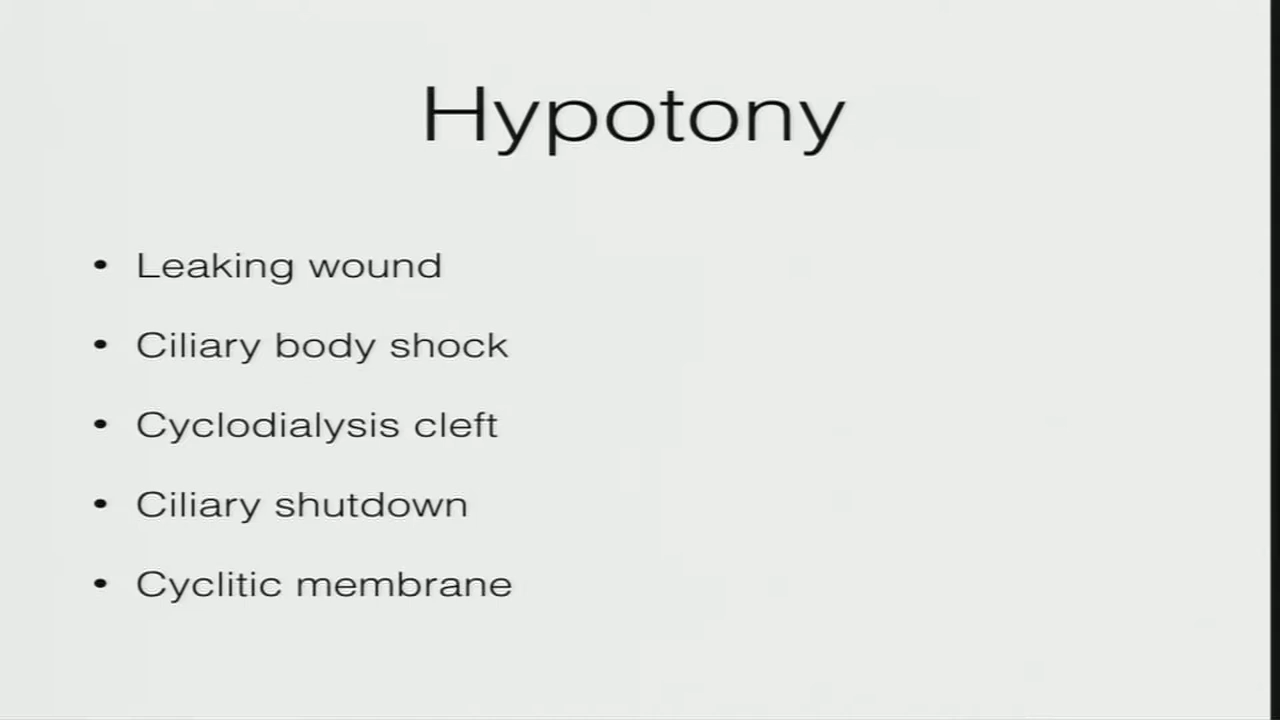 Hypotony
• Leaking wound
• Ciliary body shock
• Cyclodialysis cleft
• Ciliary shutdown
• Cyclitic membrane